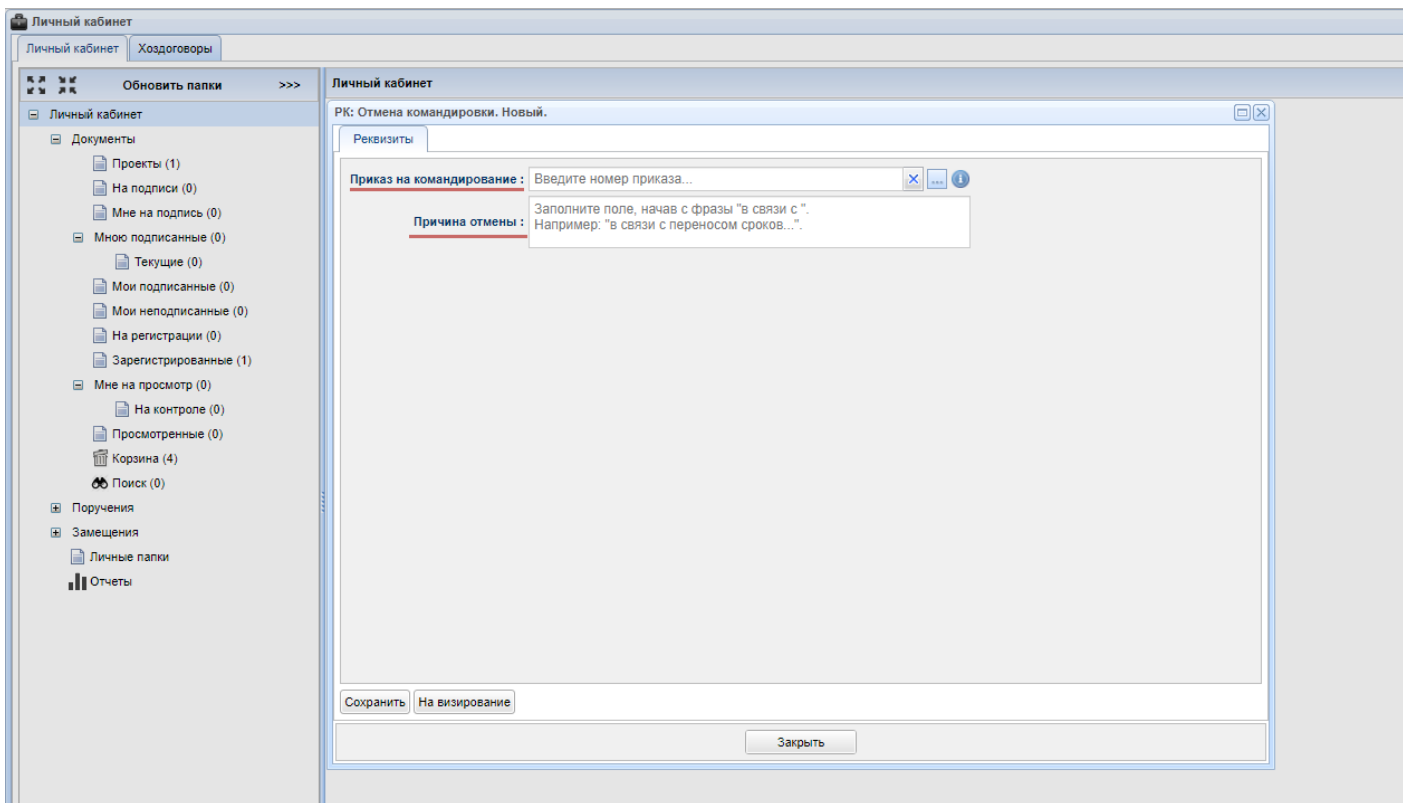 Личный кабинет
Личный кабинет Хоздоговоры
Обновить папки >>>
Личный кабинет
Документы
Проекты (1)
На подписи (0)
Мне на подпись (0)
Мною подписанные (0)
Текущие (0)
Мои подписанные (0)
Мои неподписанные (0)
На регистрации (0)
Зарегистрированные (1)
Мне на просмотр (0)
На контроле (0)
Просмотренные (0)
Корзина (4)
Поиск (0)
Поручения
Замещения
Личные папки
Отчеты
Личный кабинет
РК: Отмена командировки. Новый.
Реквизиты
Приказ на командирование : Введите номер приказа... ...
Причина отмены : Заполните поле, начав с фразы "в связи с ".
Например: "в связи с переносом сроков...".
Сохранить На визирование
Закрыть